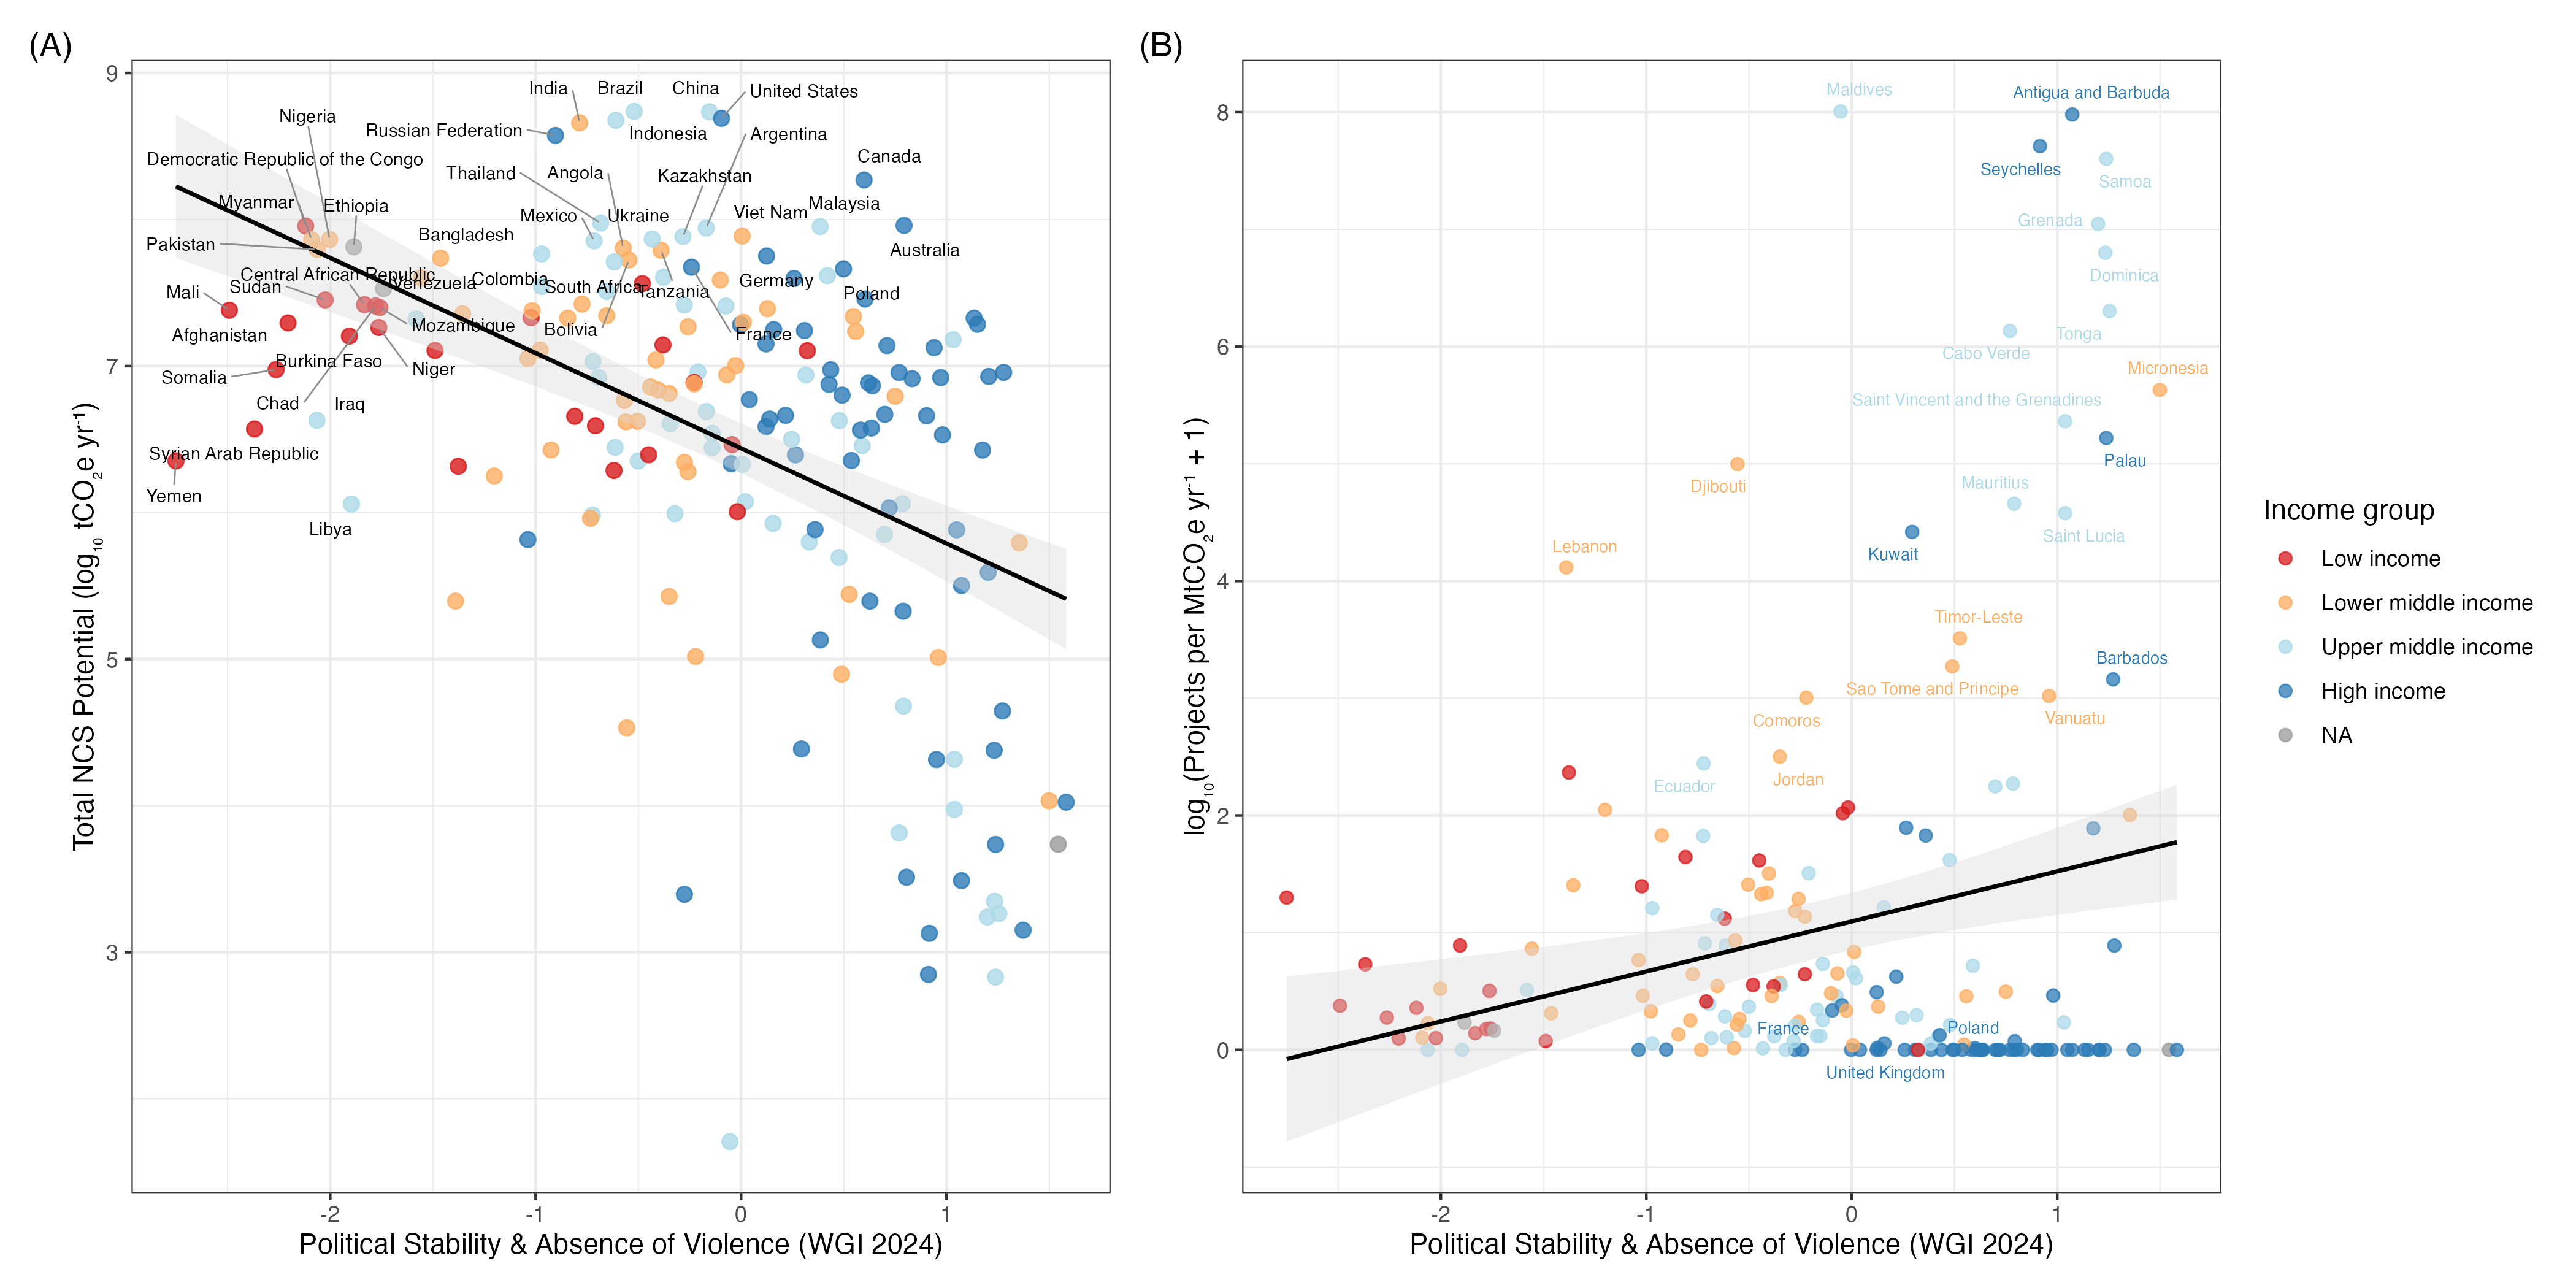 (A)
9
7
5
3
-2
-1
0
1
Total NCS Potential (log₁₀ tCO₂e yr⁻¹)
Political Stability & Absence of Violence (WGI 2024)
India
Brazil
China
United States
Nigeria
Russian Federation
Indonesia
Argentina
Democratic Republic of the Congo
Canada
Thailand
Angola
Kazakhstan
Myanmar
Ethiopia
Mexico
Ukraine
Viet Nam
Malaysia
Pakistan
Bangladesh
Australia
Central African Republic
Venezuela
Colombia
South Africa
Tanzania
Germany
Poland
Mali
Sudan
Afghanistan
Mozambique
Bolivia
France
Burkina Faso
Niger
Somalia
Chad
Iraq
Syrian Arab Republic
Yemen
Libya
(B)
8
6
4
2
0
-2
-1
0
1
log₁₀(Projects per MtCO₂e yr⁻¹ + 1)
Political Stability & Absence of Violence (WGI 2024)
Maldives
Antigua and Barbuda
Seychelles
Samoa
Grenada
Dominica
Tonga
Cabo Verde
Micronesia
Saint Vincent and the Grenadines
Palau
Djibouti
Mauritius
Saint Lucia
Lebanon
Kuwait
Timor-Leste
Barbados
Sao Tome and Principe
Comoros
Vanuatu
Ecuador
Jordan
France
Poland
United Kingdom
Income group
Low income
Lower middle income
Upper middle income
High income
NA